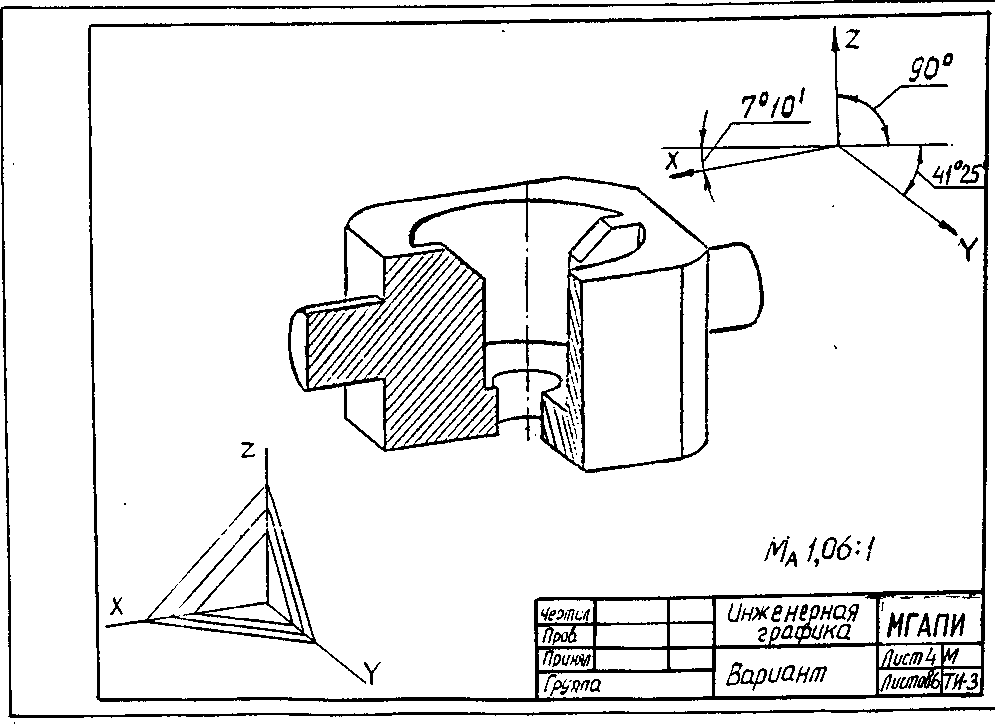 Z
90°
7°10'
X
41°25'
Y
Z
X
Y
МА 1,06:1
Чертил
Пров.
Принял
Группа
Инженерная
графика
Вариант
МГАПИ
Лист 4 М
Листов 6 ТИ-3